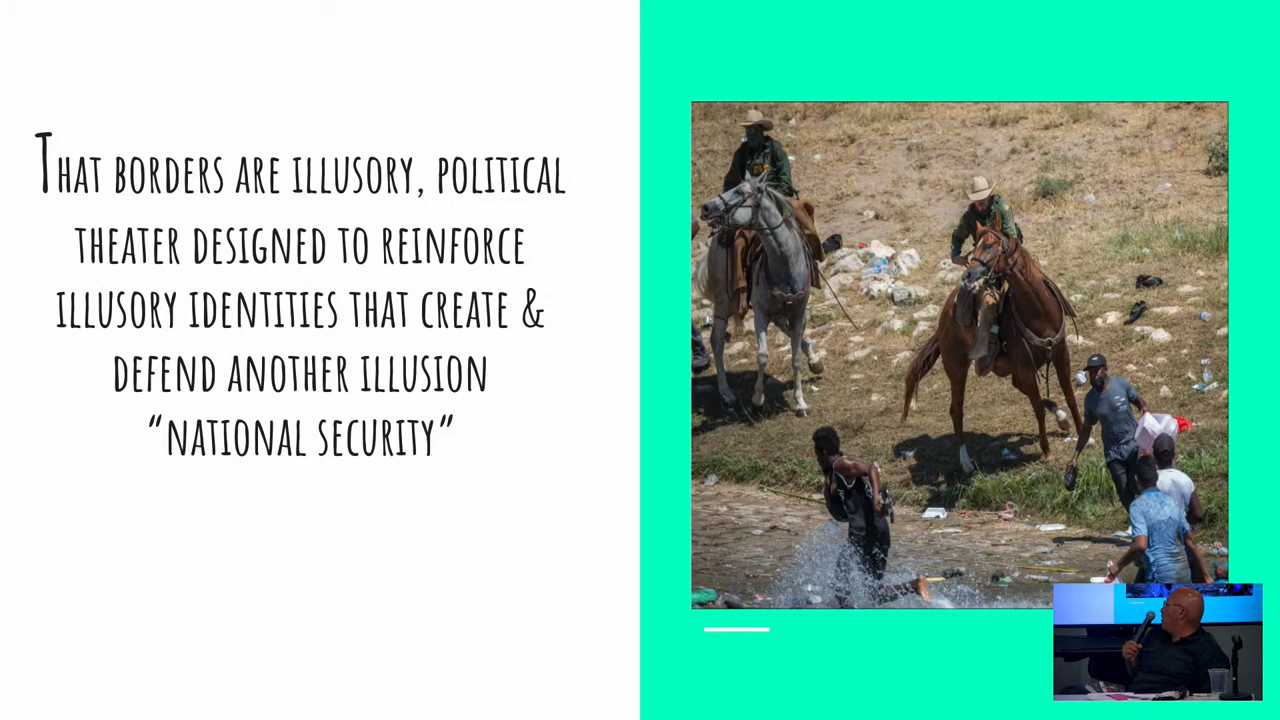 THAT BORDERS ARE ILLUSORY, POLITICAL
THEATER DESIGNED TO REINFORCE
ILLUSORY IDENTITIES THAT CREATE &
DEFEND ANOTHER ILLUSION
“NATIONAL SECURITY”